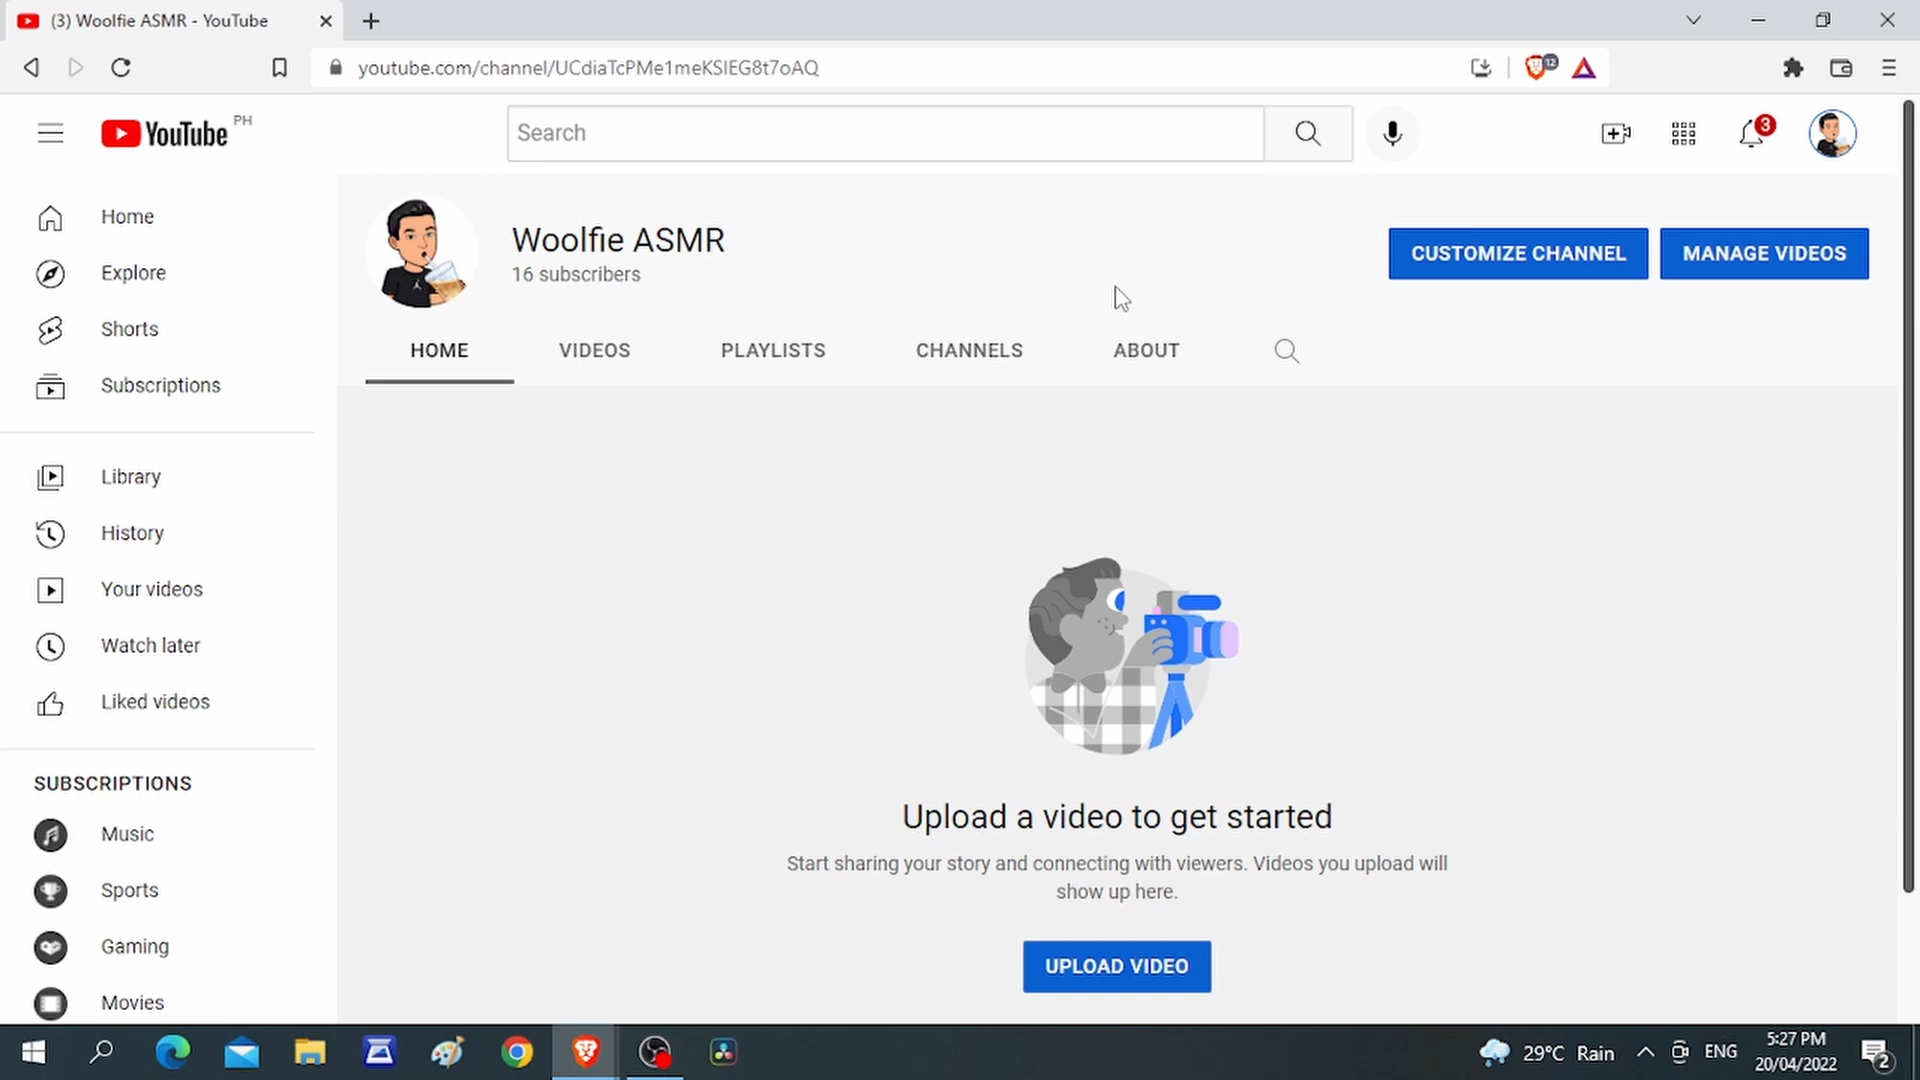 (3) Woolfie ASMR - YouTube
youtube.com/channel/UCdiaTcPMe1meKSIEG8t7oAQ
12
YouTube PH
Search
3
Home
Explore
Shorts
Subscriptions
Library
History
Your videos
Watch later
Liked videos
SUBSCRIPTIONS
Music
Sports
Gaming
Movies
Woolfie ASMR
16 subscribers
CUSTOMIZE CHANNEL
MANAGE VIDEOS
HOME
VIDEOS
PLAYLISTS
CHANNELS
ABOUT
Upload a video to get started
Start sharing your story and connecting with viewers. Videos you upload will
show up here.
UPLOAD VIDEO
29°C Rain
ENG
5:27 PM
20/04/2022
2